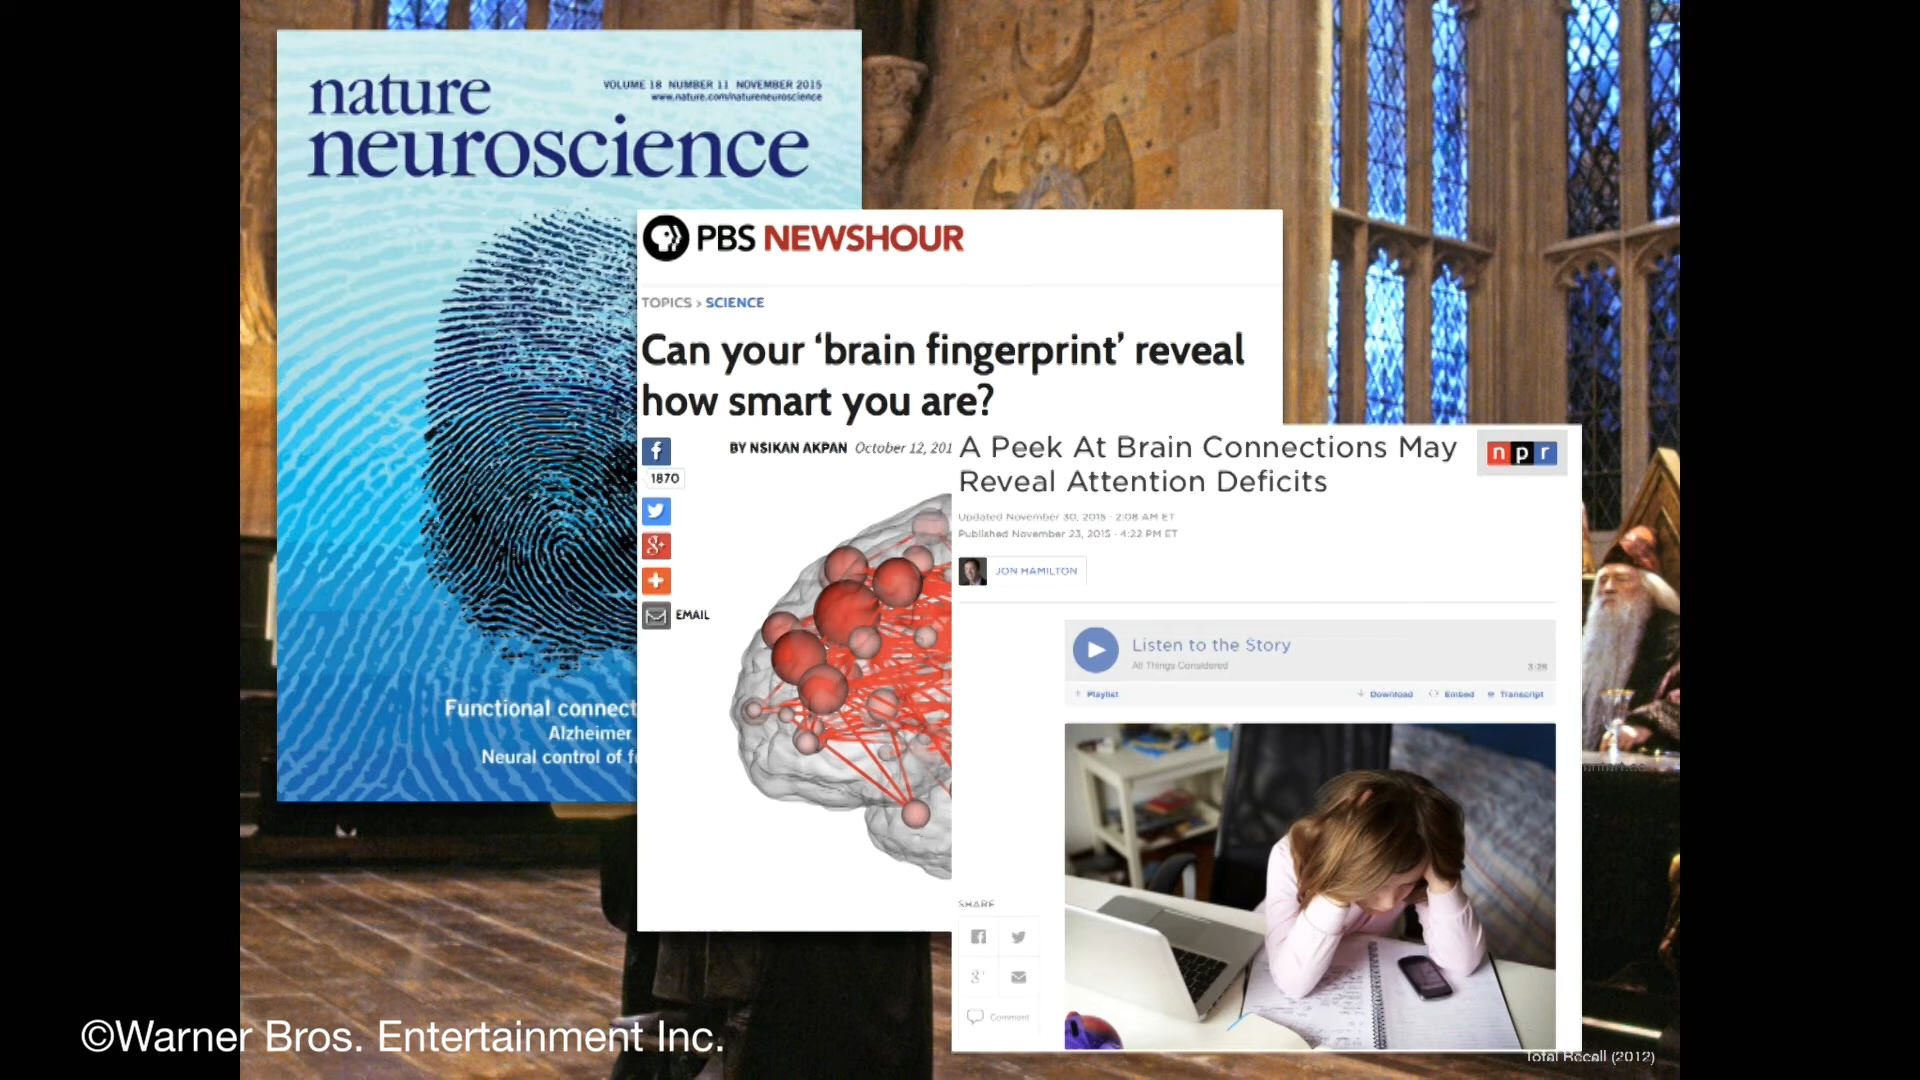 nature
neuroscience
VOLUME 18 NUMBER 11 NOVEMBER 2015
www.nature.com/natureneuroscience
Functional connect
Alzheimer
Neural control of f
PBS NEWSHOUR
TOPICS › SCIENCE
Can your ‘brain fingerprint’ reveal
how smart you are?
BY NSIKAN AKPAN October 12, 201
1870
EMAIL
A Peek At Brain Connections May
Reveal Attention Deficits
npr
Updated November 30, 2015 · 2:08 AM ET
Published November 23, 2015 · 4:22 PM ET
JON HAMILTON
Listen to the Story
All Things Considered
3:28
Playlist
Download
Embed
Transcript
SHARE
Comment
©Warner Bros. Entertainment Inc.
Total Recall (2012)